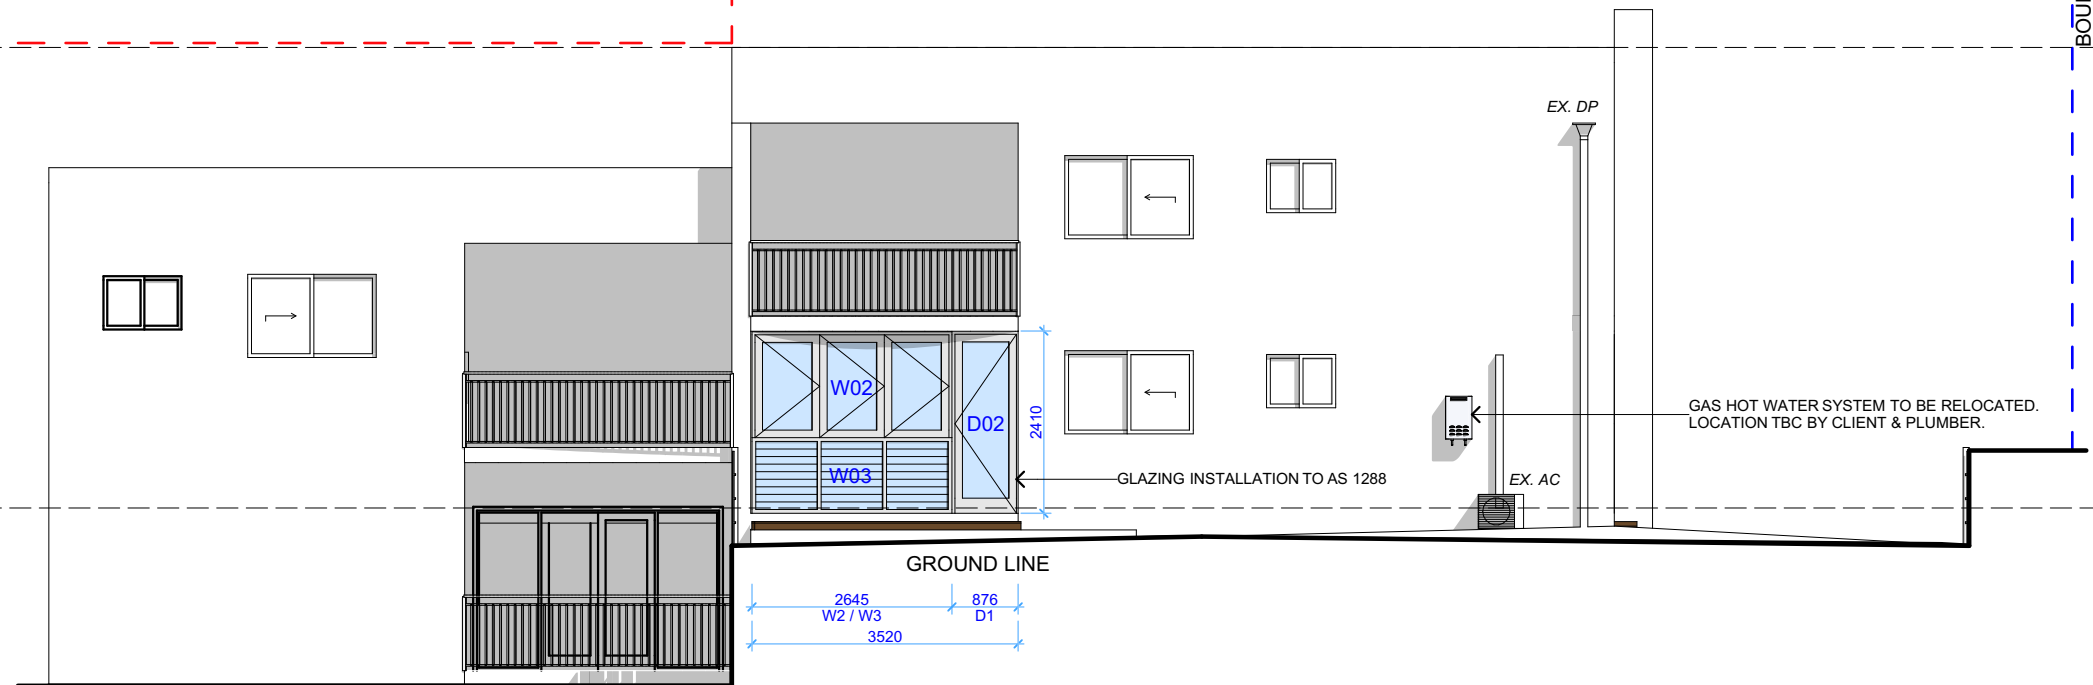 BOU
EX. DP
W02
D02
2410
GAS HOT WATER SYSTEM TO BE RELOCATED.
LOCATION TBC BY CLIENT & PLUMBER.
W03
GLAZING INSTALLATION TO AS 1288
EX. AC
GROUND LINE
2645
876
W2 / W3
D1
3520